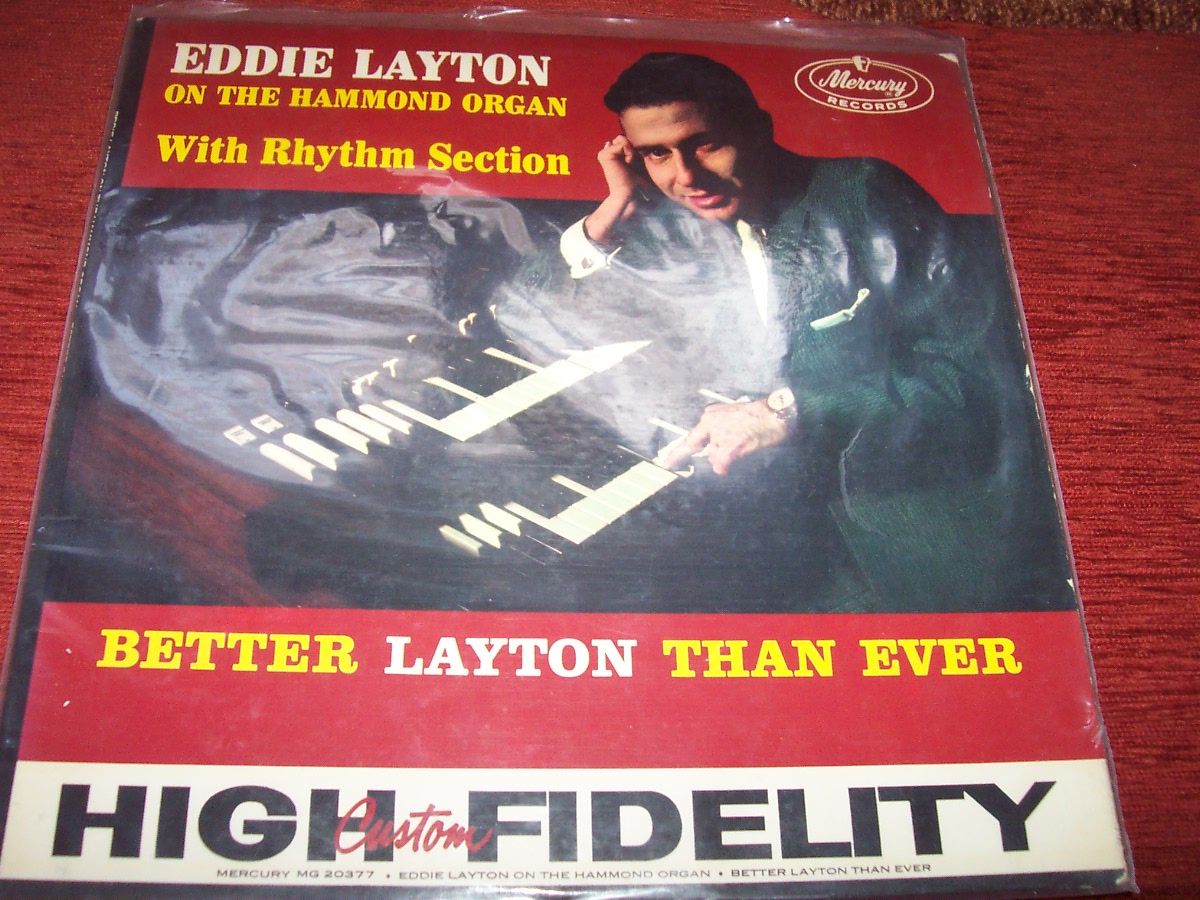 EDDIE LAYTON
ON THE HAMMOND ORGAN
With Rhythm Section
Mercury
RECORDS
BETTER LAYTON THAN EVER
HIGH Custom FIDELITY
MERCURY MG 20377 • EDDIE LAYTON ON THE HAMMOND ORGAN • BETTER LAYTON THAN EVER